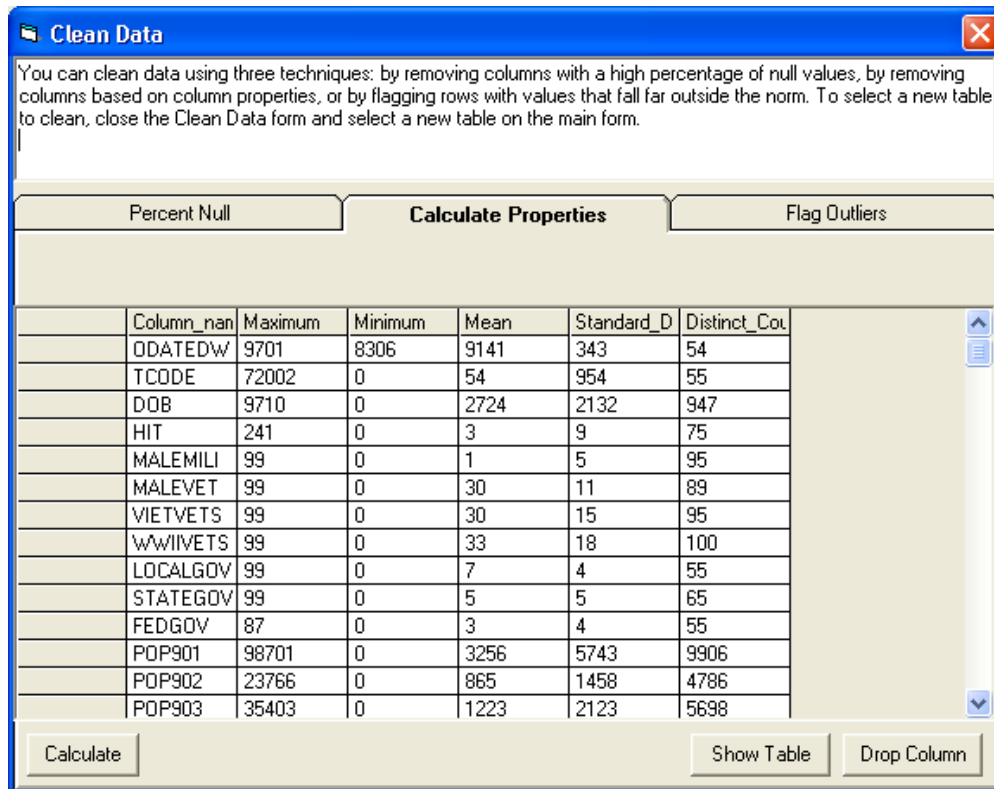 Clean Data
You can clean data using three techniques: by removing columns with a high percentage of null values, by removing
columns based on column properties, or by flagging rows with values that fall far outside the norm. To select a new table
to clean, close the Clean Data form and select a new table on the main form.
Percent Null Calculate Properties Flag Outliers
Column_nan Maximum Minimum Mean Standard_D Distinct_Cou
ODATEDW 9701 8306 9141 343 54
TCODE 72002 0 54 954 55
DOB 9710 0 2724 2132 947
HIT 241 0 3 9 75
MALEMILI 99 0 1 5 95
MALEVET 99 0 30 11 89
VIETVETS 99 0 30 15 95
WWIIVETS 99 0 33 18 100
LOCALGOV 99 0 7 4 55
STATEGOV 99 0 5 5 65
FEDGOV 87 0 3 4 55
POP901 98701 0 3256 5743 9906
POP902 23766 0 865 1458 4786
POP903 35403 0 1223 2123 5698
Calculate Show Table Drop Column